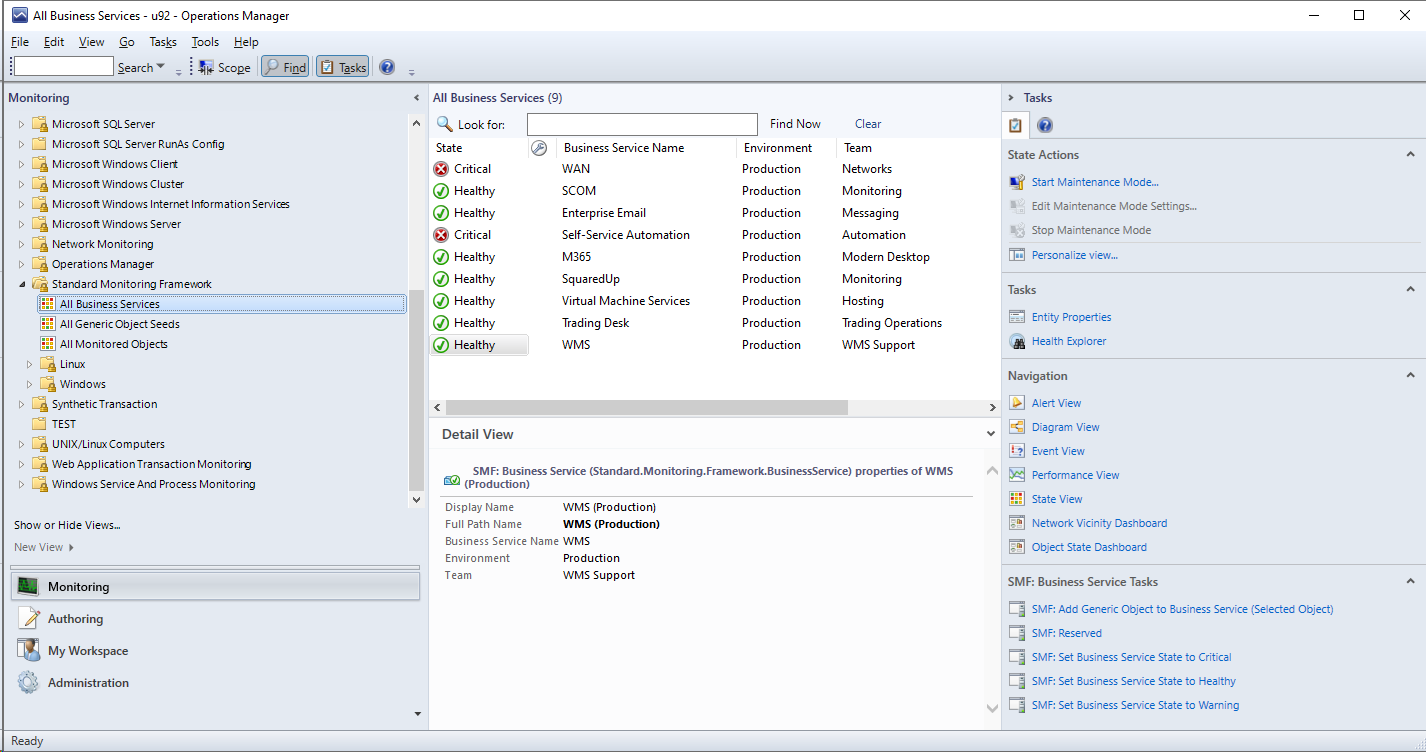 All Business Services - u92 - Operations Manager
File Edit View Go Tasks Tools Help
Search Scope Find Tasks
Monitoring
Microsoft SQL Server
Microsoft SQL Server RunAs Config
Microsoft Windows Client
Microsoft Windows Cluster
Microsoft Windows Internet Information Services
Microsoft Windows Server
Network Monitoring
Operations Manager
Standard Monitoring Framework
All Business Services
All Generic Object Seeds
All Monitored Objects
Linux
Windows
Synthetic Transaction
TEST
UNIX/Linux Computers
Web Application Transaction Monitoring
Windows Service And Process Monitoring
Show or Hide Views...
New View
Monitoring
Authoring
My Workspace
Administration
Ready
All Business Services (9)
Look for: Find Now Clear
State Business Service Name Environment Team
Critical WAN Production Networks
Healthy SCOM Production Monitoring
Healthy Enterprise Email Production Messaging
Critical Self-Service Automation Production Automation
Healthy M365 Production Modern Desktop
Healthy SquaredUp Production Monitoring
Healthy Virtual Machine Services Production Hosting
Healthy Trading Desk Production Trading Operations
Healthy WMS Production WMS Support
Detail View
SMF: Business Service (Standard.Monitoring.Framework.BusinessService) properties of WMS
(Production)
Display Name WMS (Production)
Full Path Name WMS (Production)
Business Service Name WMS
Environment Production
Team WMS Support
Tasks
State Actions
Start Maintenance Mode...
Edit Maintenance Mode Settings...
Stop Maintenance Mode
Personalize view...
Tasks
Entity Properties
Health Explorer
Navigation
Alert View
Diagram View
Event View
Performance View
State View
Network Vicinity Dashboard
Object State Dashboard
SMF: Business Service Tasks
SMF: Add Generic Object to Business Service (Selected Object)
SMF: Reserved
SMF: Set Business Service State to Critical
SMF: Set Business Service State to Healthy
SMF: Set Business Service State to Warning